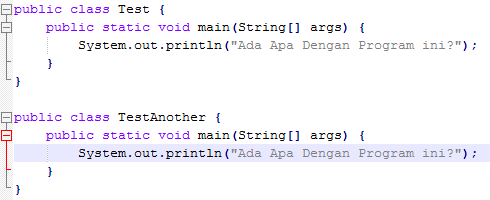 public class Test {
    public static void main(String[] args) {
        System.out.println("Ada Apa Dengan Program ini?");
    }
}

public class TestAnother {
    public static void main(String[] args) {
        System.out.println("Ada Apa Dengan Program ini?");
    }
}